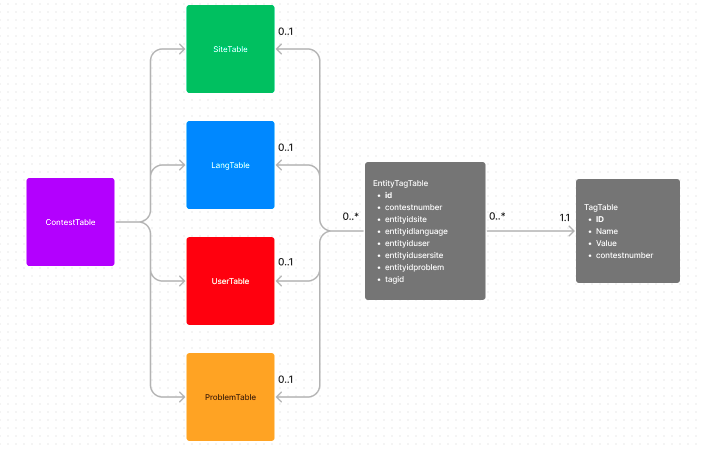 ContestTable
SiteTable
0..1
LangTable
0..1
UserTable
0..1
ProblemTable
0..1
0..*
EntityTagTable
• id
• contestnumber
• entityidsite
• entityidlanguage
• entityiduser
• entityidusersite
• entityidproblem
• tagid
0..*
1.1
TagTable
• ID
• Name
• Value
• contestnumber